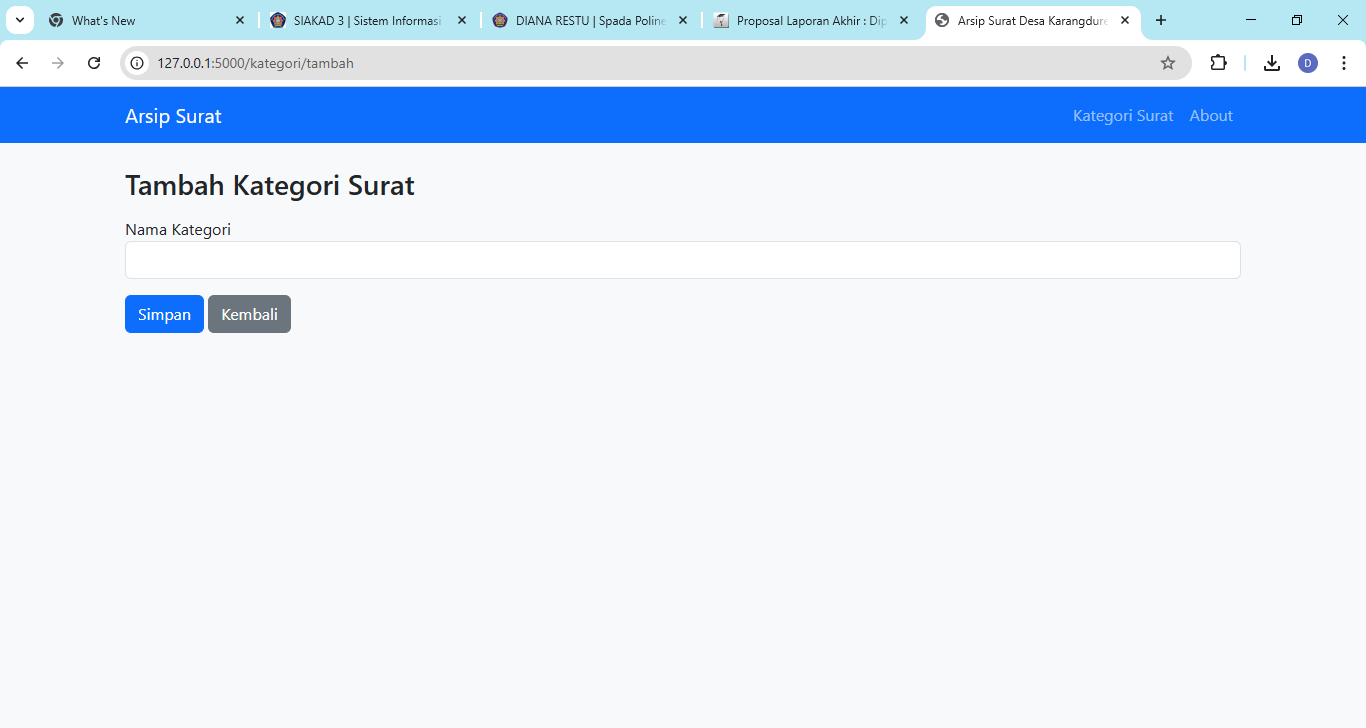 What's New
SIAKAD 3 | Sistem Informasi
DIANA RESTU | Spada Poline
Proposal Laporan Akhir : Dip
Arsip Surat Desa Karangdure
127.0.0.1:5000/kategori/tambah
D
Arsip Surat
Kategori Surat
About
Tambah Kategori Surat
Nama Kategori
Simpan
Kembali